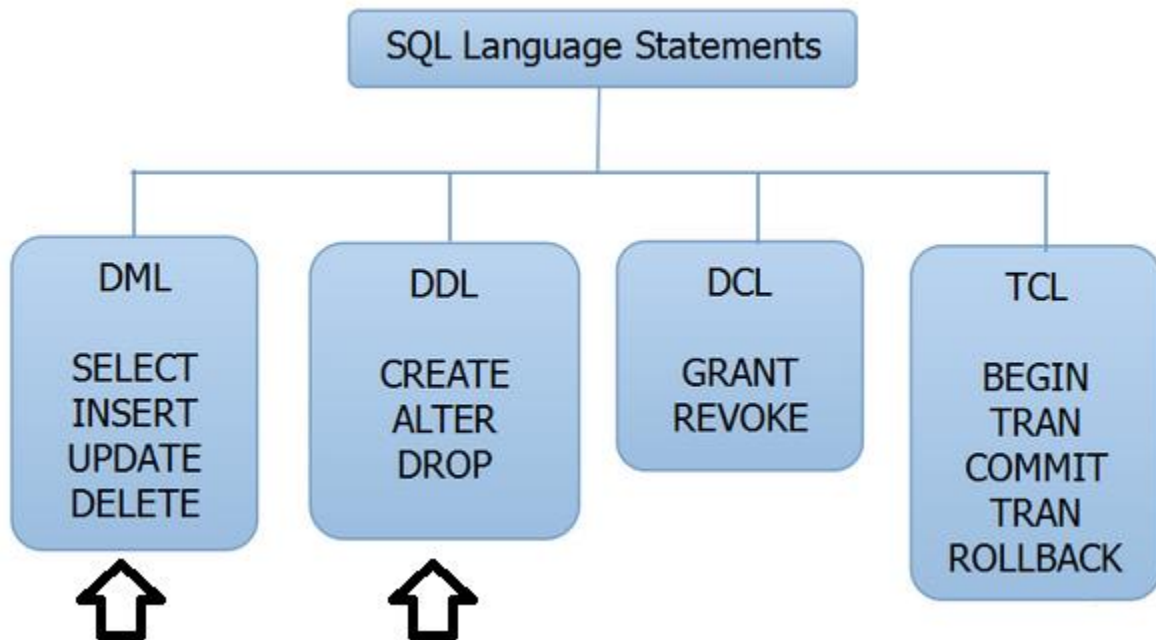 SQL Language Statements
DML
SELECT
INSERT
UPDATE
DELETE
DDL
CREATE
ALTER
DROP
DCL
GRANT
REVOKE
TCL
BEGIN
TRAN
COMMIT
TRAN
ROLLBACK